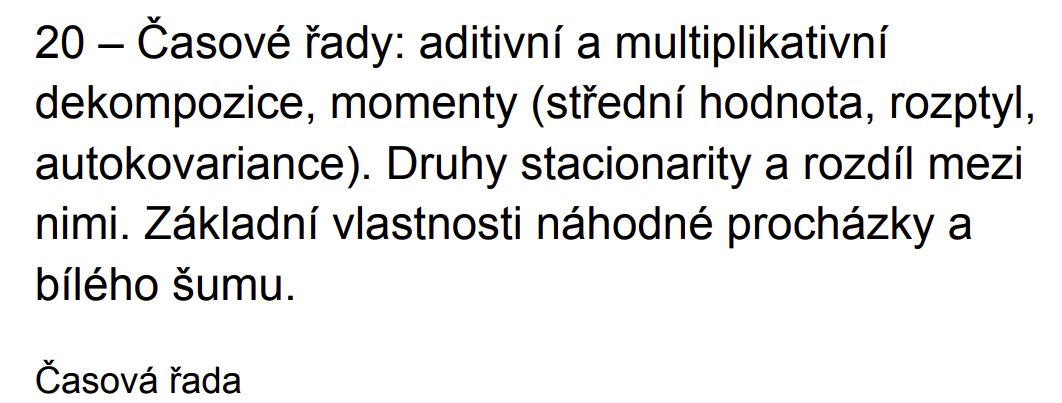 20 – Časové řady: aditivní a multiplikativní
dekompozice, momenty (střední hodnota, rozptyl,
autokovariance). Druhy stacionarity a rozdíl mezi
nimi. Základní vlastnosti náhodné procházky a
bílého šumu.
Časová řada